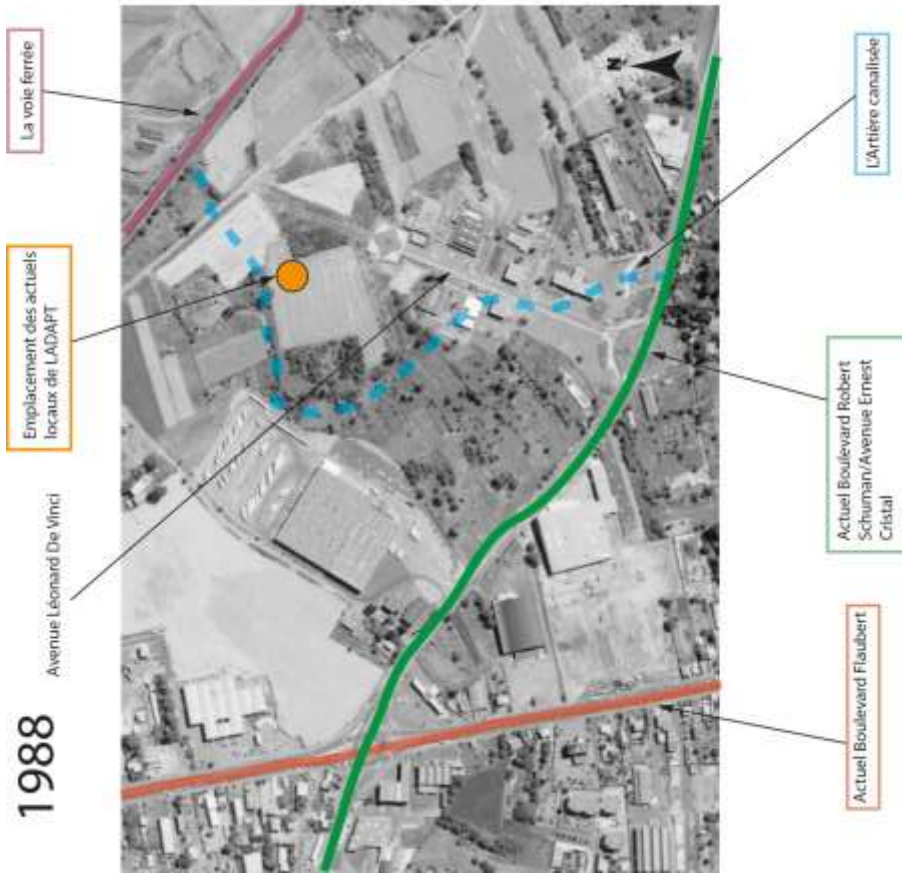 1988
Avenue Léonard De Vinci
Emplacement des actuels
locaux de LADAPT
La voie ferrée
N
Actuel Boulevard Flaubert
Actuel Boulevard Robert
Schuman/Avenue Ernest
Cristal
L'Artière canalisée